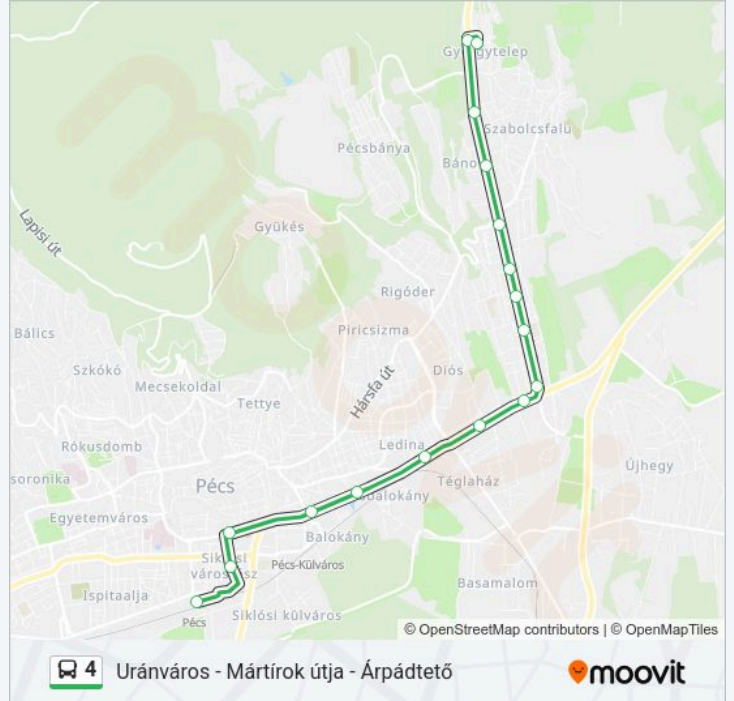 Gyöngytelep
Szabolcsfalu
Pécsbánya
Lapisi út
Gyükés
Rigóder
Piricsizma
Bálics
Diós
Szkókó
Mecsekoldal
Hársfa út
Tettye
Ledina
Rókusdomb
Újhegy
Pécs
Téglaház
Balokány
Egyetemváros
Balokány
Pécs-Külváros
Basamalom
Ispitaalja
Siklósi külváros
Pécs
© OpenStreetMap contributors | © OpenMapTiles
4 Uránváros - Mártírok útja - Árpádtető
moovit